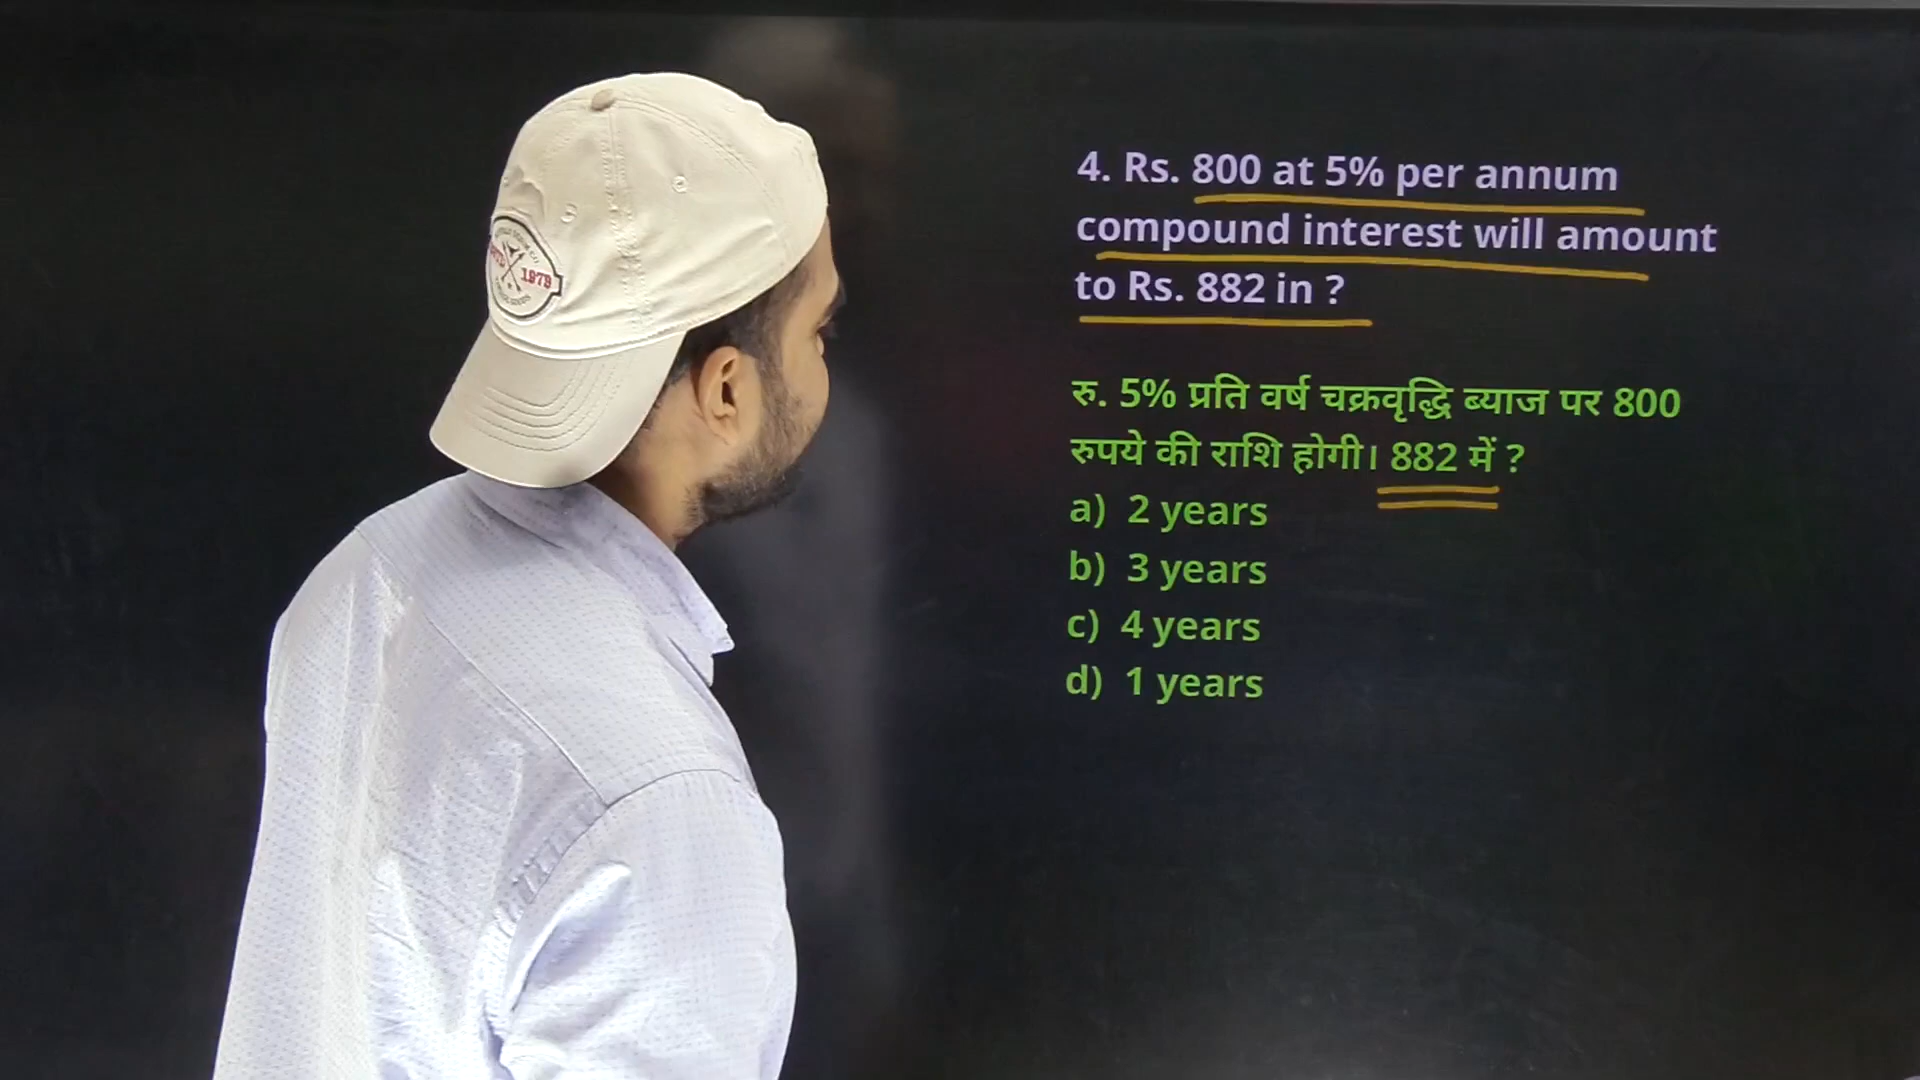 1979
4. Rs. 800 at 5% per annum
compound interest will amount
to Rs. 882 in ?
रु. 5% प्रति वर्ष चक्रवृद्धि ब्याज पर 800
रुपये की राशि होगी। 882 में ?
a) 2 years
b) 3 years
c) 4 years
d) 1 years